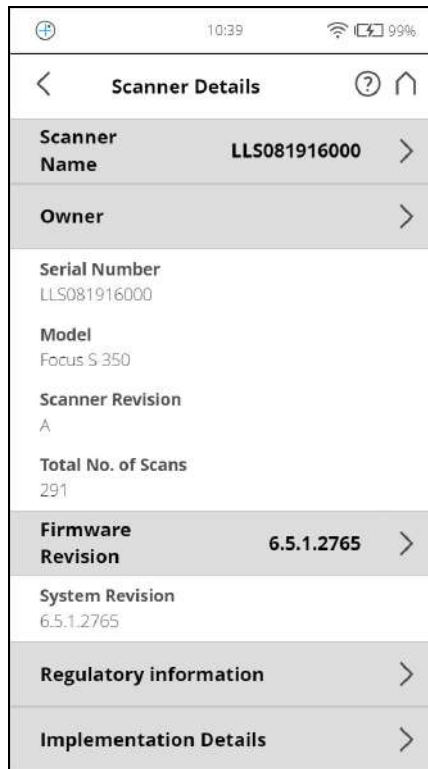 10:39 99%
Scanner Details
Scanner
Name
LLS081916000
Owner
Serial Number
LLS081916000
Model
Focus S 350
Scanner Revision
A
Total No. of Scans
291
Firmware
Revision
6.5.1.2765
System Revision
6.5.1.2765
Regulatory information
Implementation Details